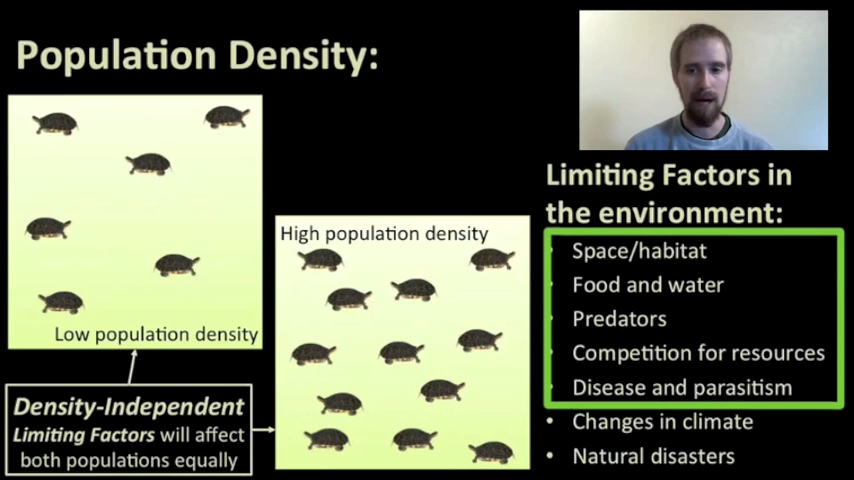 Population Density:
Low population density
High population density
Density-Independent
Limiting Factors will affect
both populations equally
Limiting Factors in
the environment:
• Space/habitat
• Food and water
• Predators
• Competition for resources
• Disease and parasitism
• Changes in climate
• Natural disasters